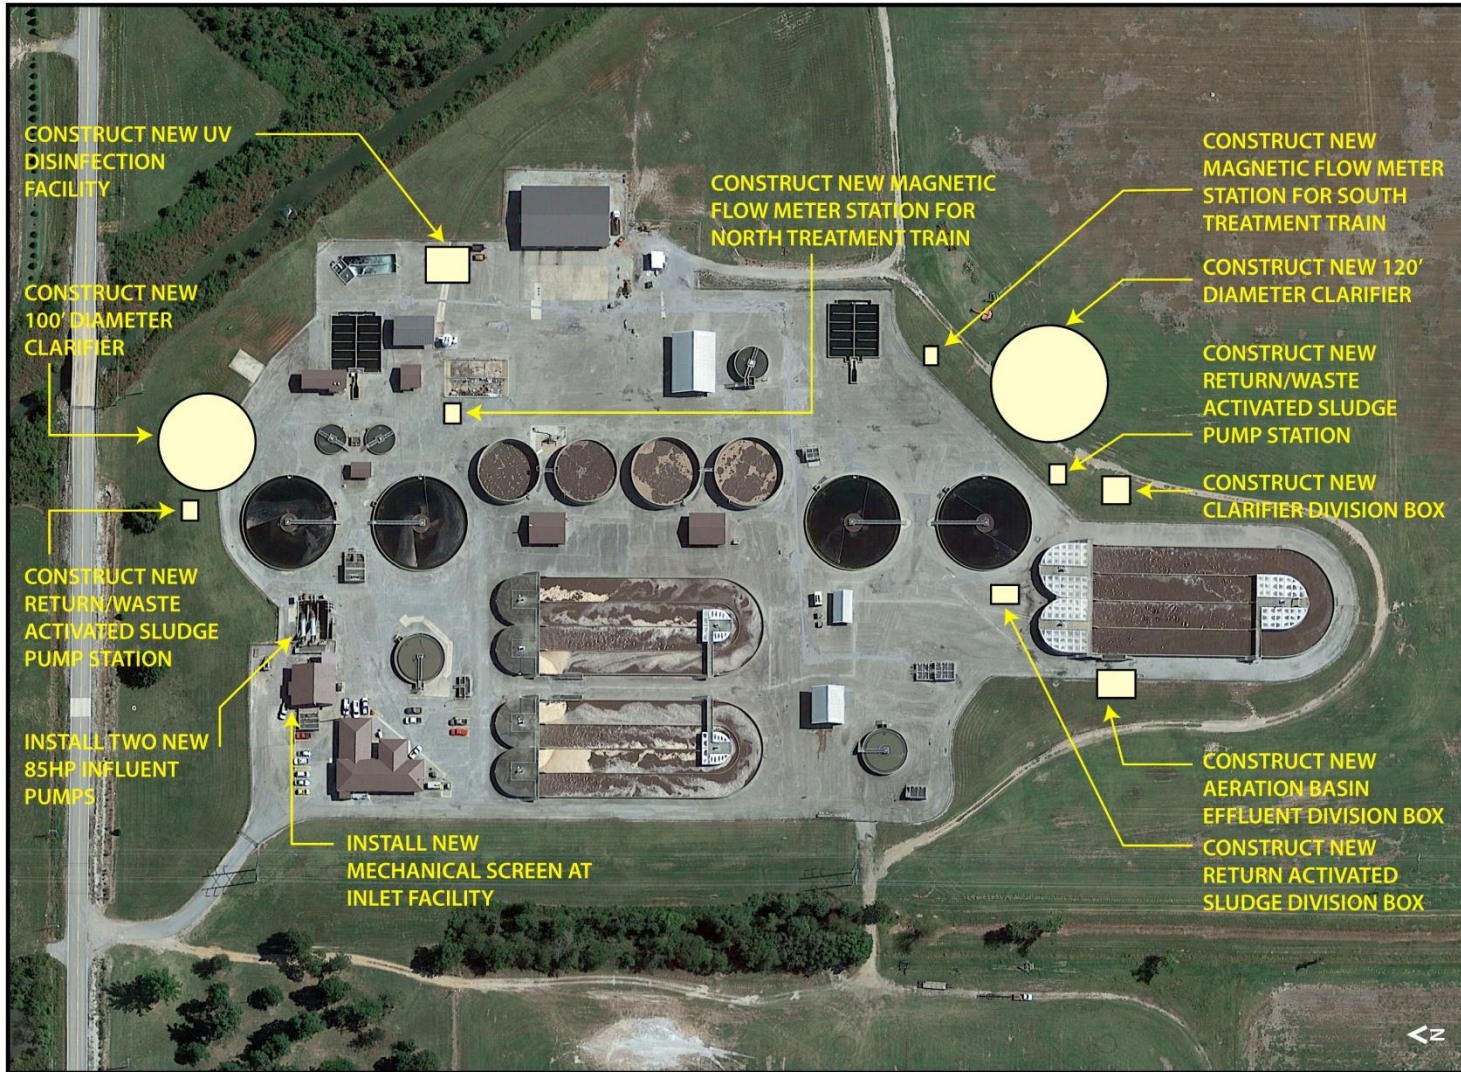 CONSTRUCT NEW UV
DISINFECTION
FACILITY
CONSTRUCT NEW
100' DIAMETER
CLARIFIER
CONSTRUCT NEW
RETURN/WASTE
ACTIVATED SLUDGE
PUMP STATION
INSTALL TWO NEW
85HP INFLUENT
PUMPS
INSTALL NEW
MECHANICAL SCREEN AT
INLET FACILITY
CONSTRUCT NEW MAGNETIC
FLOW METER STATION FOR
NORTH TREATMENT TRAIN
CONSTRUCT NEW
MAGNETIC FLOW METER
STATION FOR SOUTH
TREATMENT TRAIN
CONSTRUCT NEW 120'
DIAMETER CLARIFIER
CONSTRUCT NEW
RETURN/WASTE
ACTIVATED SLUDGE
PUMP STATION
CONSTRUCT NEW
CLARIFIER DIVISION BOX
CONSTRUCT NEW
AERATION BASIN
EFFLUENT DIVISION BOX
CONSTRUCT NEW
RETURN ACTIVATED
SLUDGE DIVISION BOX
N